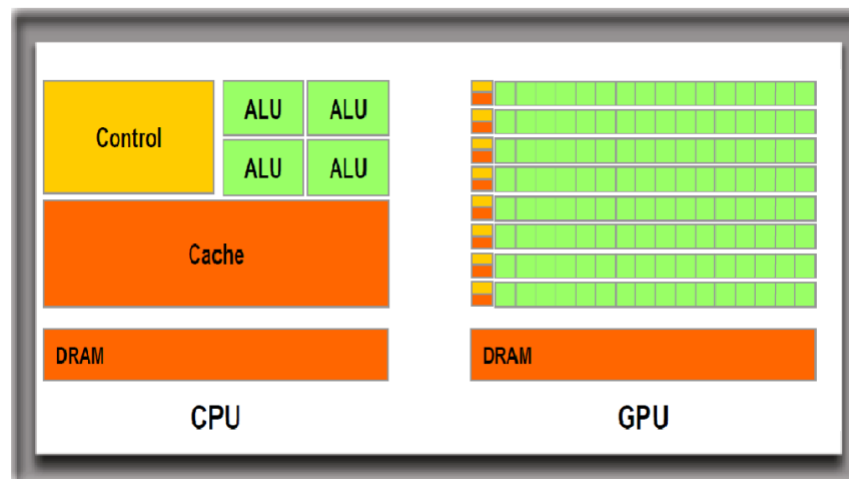 Control
ALU ALU
ALU ALU
Cache
DRAM
CPU
DRAM
GPU